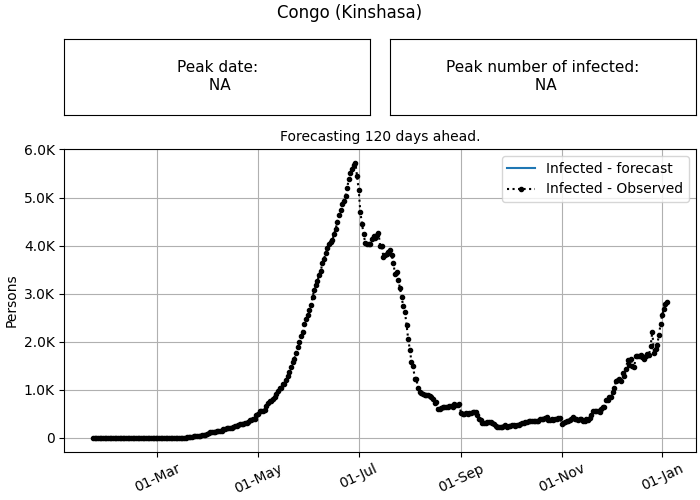 Congo (Kinshasa)
Peak date:
NA
Peak number of infected:
NA
Forecasting 120 days ahead.
6.0K
5.0K
4.0K
3.0K
2.0K
1.0K
0
Persons
Infected - forecast
Infected - Observed
01-Mar
01-May
01-Jul
01-Sep
01-Nov
01-Jan